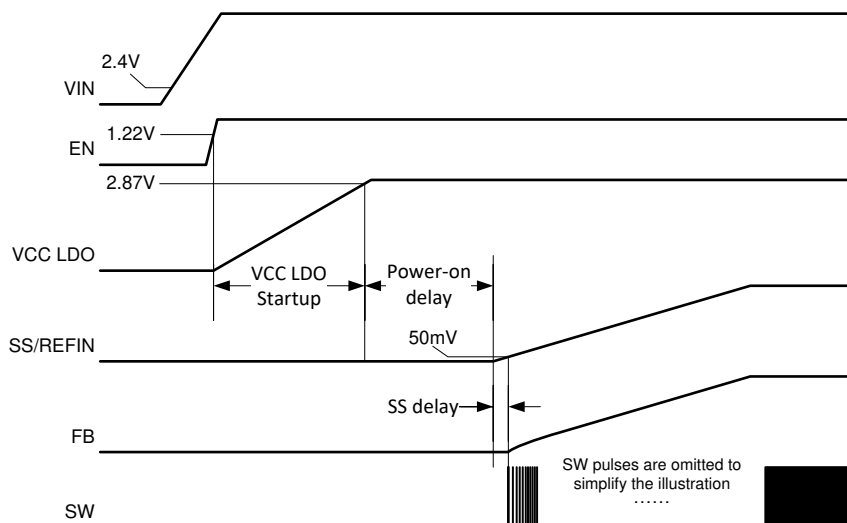 2.4V
VIN
1.22V
EN
2.87V
VCC LDO
VCC LDO
Startup
Power-on
delay
50mV
SS/REFIN
SS delay
FB
SW pulses are omitted to
simplify the illustration
......
SW